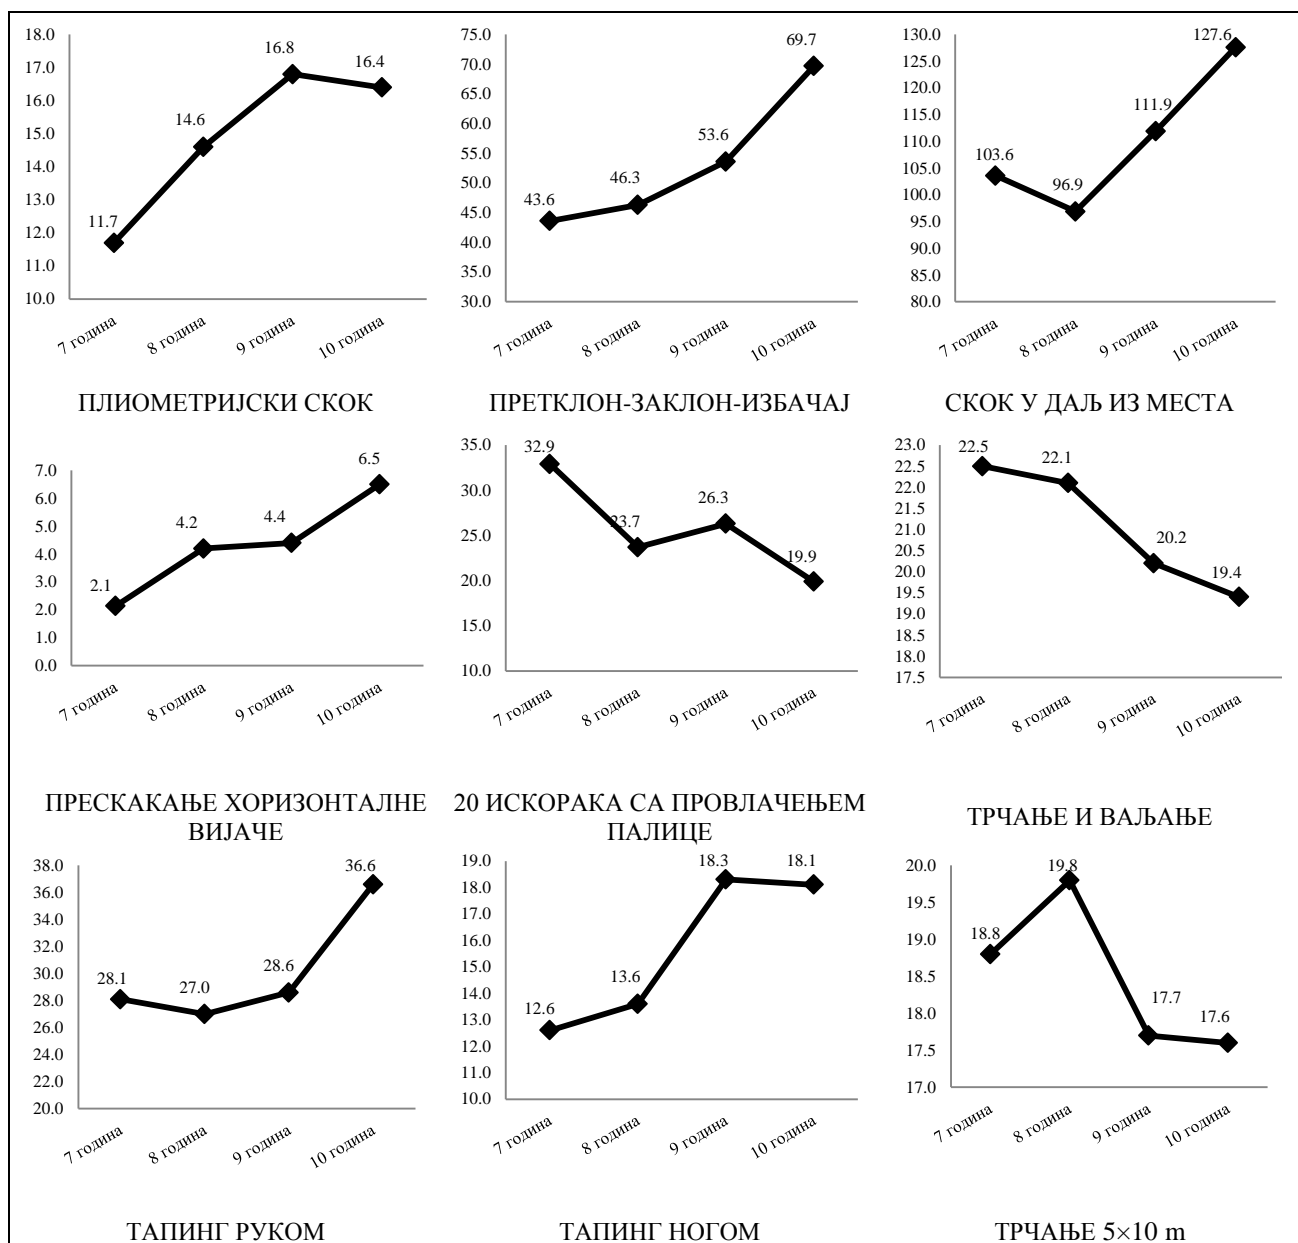 18.0
17.0
16.0
15.0
14.0
13.0
12.0
11.0
10.0
11.7
14.6
16.8
16.4
7 година
8 година
9 година
10 година
ПЛИОМЕТРИЈСКИ СКОК
75.0
70.0
65.0
60.0
55.0
50.0
45.0
40.0
35.0
30.0
43.6
46.3
53.6
69.7
7 година
8 година
9 година
10 година
ПРЕТКЛОН-ЗАКЛОН-ИЗБАЧАЈ
130.0
125.0
120.0
115.0
110.0
105.0
100.0
95.0
90.0
85.0
80.0
103.6
96.9
111.9
127.6
7 година
8 година
9 година
10 година
СКОК У ДАЉ ИЗ МЕСТА
7.0
6.0
5.0
4.0
3.0
2.0
1.0
0.0
2.1
4.2
4.4
6.5
7 година
8 година
9 година
10 година
ПРЕСКАКАЊЕ ХОРИЗОНТАЛНЕ
ВИЈАЧЕ
35.0
30.0
25.0
20.0
15.0
10.0
32.9
23.7
26.3
19.9
7 година
8 година
9 година
10 година
20 ИСКОРАКА СА ПРОВЛАЧЕЊЕМ
ПАЛИЦЕ
23.0
22.5
22.0
21.5
21.0
20.5
20.0
19.5
19.0
18.5
18.0
17.5
22.5
22.1
20.2
19.4
7 година
8 година
9 година
10 година
ТРЧАЊЕ И ВАЉАЊЕ
38.0
36.0
34.0
32.0
30.0
28.0
26.0
24.0
22.0
20.0
28.1
27.0
28.6
36.6
7 година
8 година
9 година
10 година
ТАПИНГ РУКОМ
19.0
18.0
17.0
16.0
15.0
14.0
13.0
12.0
11.0
10.0
12.6
13.6
18.3
18.1
7 година
8 година
9 година
10 година
ТАПИНГ НОГОМ
20.0
19.5
19.0
18.5
18.0
17.5
17.0
18.8
19.8
17.7
17.6
7 година
8 година
9 година
10 година
ТРЧАЊЕ 5×10 m